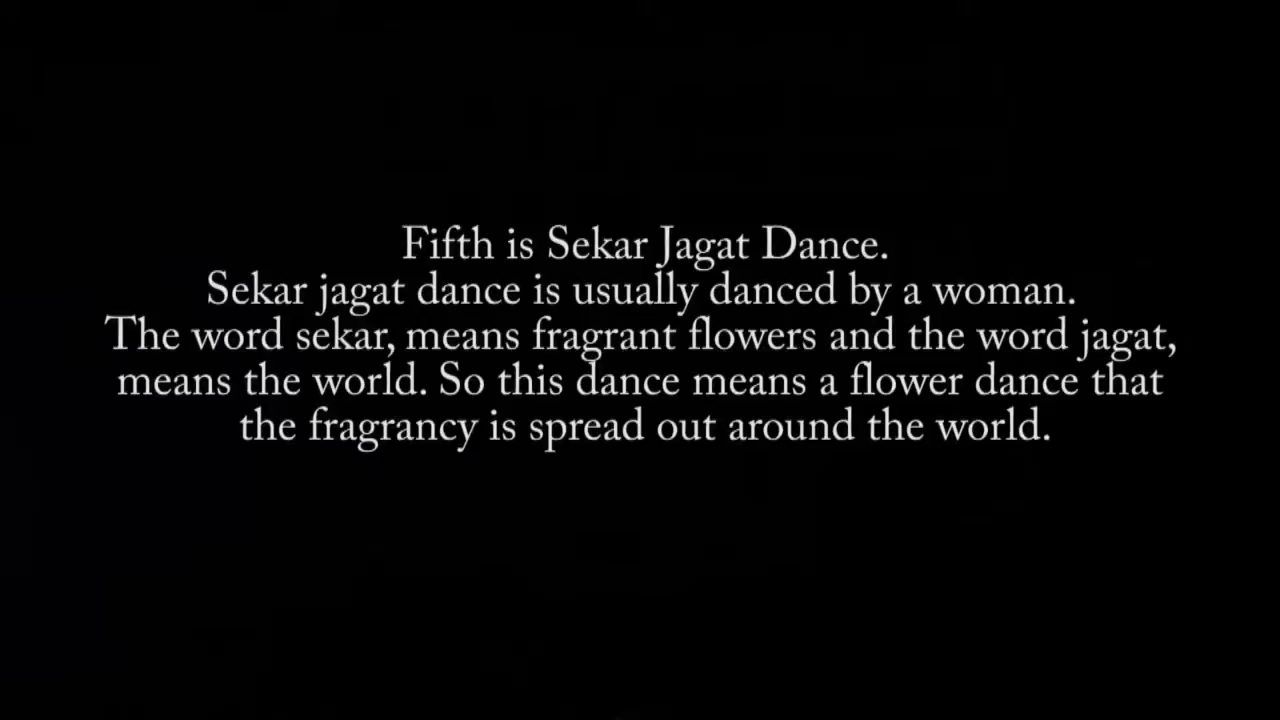 Fifth is Sekar Jagat Dance.
Sekar jagat dance is usually danced by a woman.
The word sekar, means fragrant flowers and the word jagat,
means the world. So this dance means a flower dance that
the fragrancy is spread out around the world.